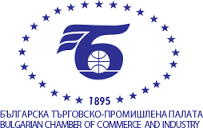 1895
БЪЛГАРСКА ТЪРГОВСКО-ПРОМИШЛЕНА ПАЛАТА
BULGARIAN CHAMBER OF COMMERCE AND INDUSTRY